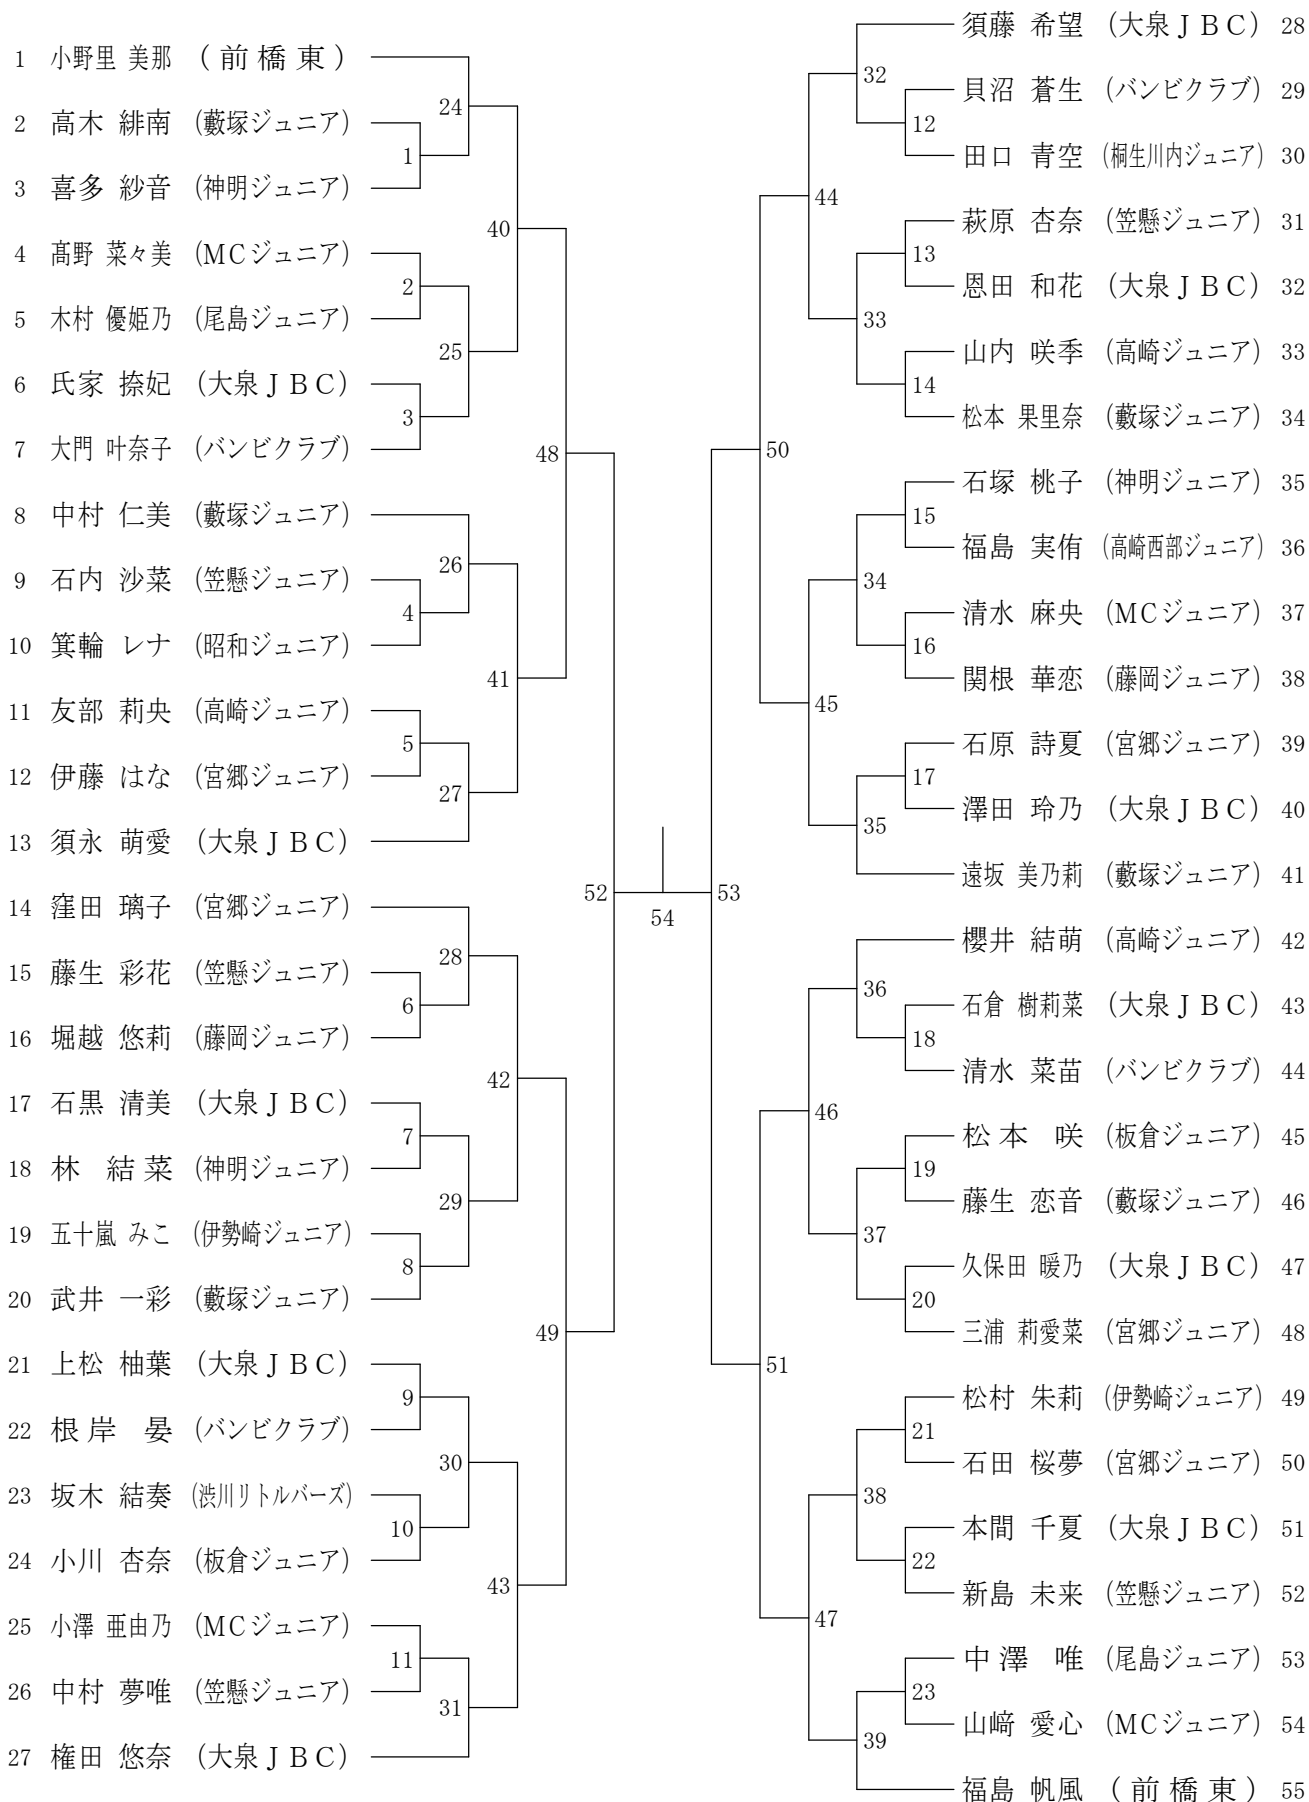 1 小野里 美那 (前橋東)
2 高木 緋南 (藪塚ジュニア)
3 喜多 紗音 (神明ジュニア)
4 髙野 菜々美 (MCジュニア)
5 木村 優姫乃 (尾島ジュニア)
6 氏家 捺妃 (大泉JBC)
7 大門 叶奈子 (バンビクラブ)
8 中村 仁美 (藪塚ジュニア)
9 石内 沙菜 (笠懸ジュニア)
10 箕輪 レナ (昭和ジュニア)
11 友部 莉央 (高崎ジュニア)
12 伊藤 はな (宮郷ジュニア)
13 須永 萌愛 (大泉JBC)
14 窪田 璃子 (宮郷ジュニア)
15 藤生 彩花 (笠懸ジュニア)
16 堀越 悠莉 (藤岡ジュニア)
17 石黒 清美 (大泉JBC)
18 林 結菜 (神明ジュニア)
19 五十嵐 みこ (伊勢崎ジュニア)
20 武井 一彩 (藪塚ジュニア)
21 上松 柚葉 (大泉JBC)
22 根岸 晏 (バンビクラブ)
23 坂木 結奏 (渋川リトルバーズ)
24 小川 杏奈 (板倉ジュニア)
25 小澤 亜由乃 (MCジュニア)
26 中村 夢唯 (笠懸ジュニア)
27 権田 悠奈 (大泉JBC)
1
2
3
4
5
6
7
8
9
10
11
24
25
26
27
28
29
30
31
40
41
42
43
48
49
52
54
53
50
51
44
45
46
47
32
33
34
35
36
37
38
39
12
13
14
15
16
17
18
19
20
21
22
23
須藤 希望 (大泉JBC) 28
貝沼 蒼生 (バンビクラブ) 29
田口 青空 (桐生川内ジュニア) 30
萩原 杏奈 (笠懸ジュニア) 31
恩田 和花 (大泉JBC) 32
山内 咲季 (高崎ジュニア) 33
松本 果里奈 (藪塚ジュニア) 34
石塚 桃子 (神明ジュニア) 35
福島 実侑 (高崎西部ジュニア) 36
清水 麻央 (MCジュニア) 37
関根 華恋 (藤岡ジュニア) 38
石原 詩夏 (宮郷ジュニア) 39
澤田 玲乃 (大泉JBC) 40
遠坂 美乃莉 (藪塚ジュニア) 41
櫻井 結萌 (高崎ジュニア) 42
石倉 樹莉菜 (大泉JBC) 43
清水 菜苗 (バンビクラブ) 44
松本 咲 (板倉ジュニア) 45
藤生 恋音 (藪塚ジュニア) 46
久保田 暖乃 (大泉JBC) 47
三浦 莉愛菜 (宮郷ジュニア) 48
松村 朱莉 (伊勢崎ジュニア) 49
石田 桜夢 (宮郷ジュニア) 50
本間 千夏 (大泉JBC) 51
新島 未来 (笠懸ジュニア) 52
中澤 唯 (尾島ジュニア) 53
山﨑 愛心 (MCジュニア) 54
福島 帆風 (前橋東) 55